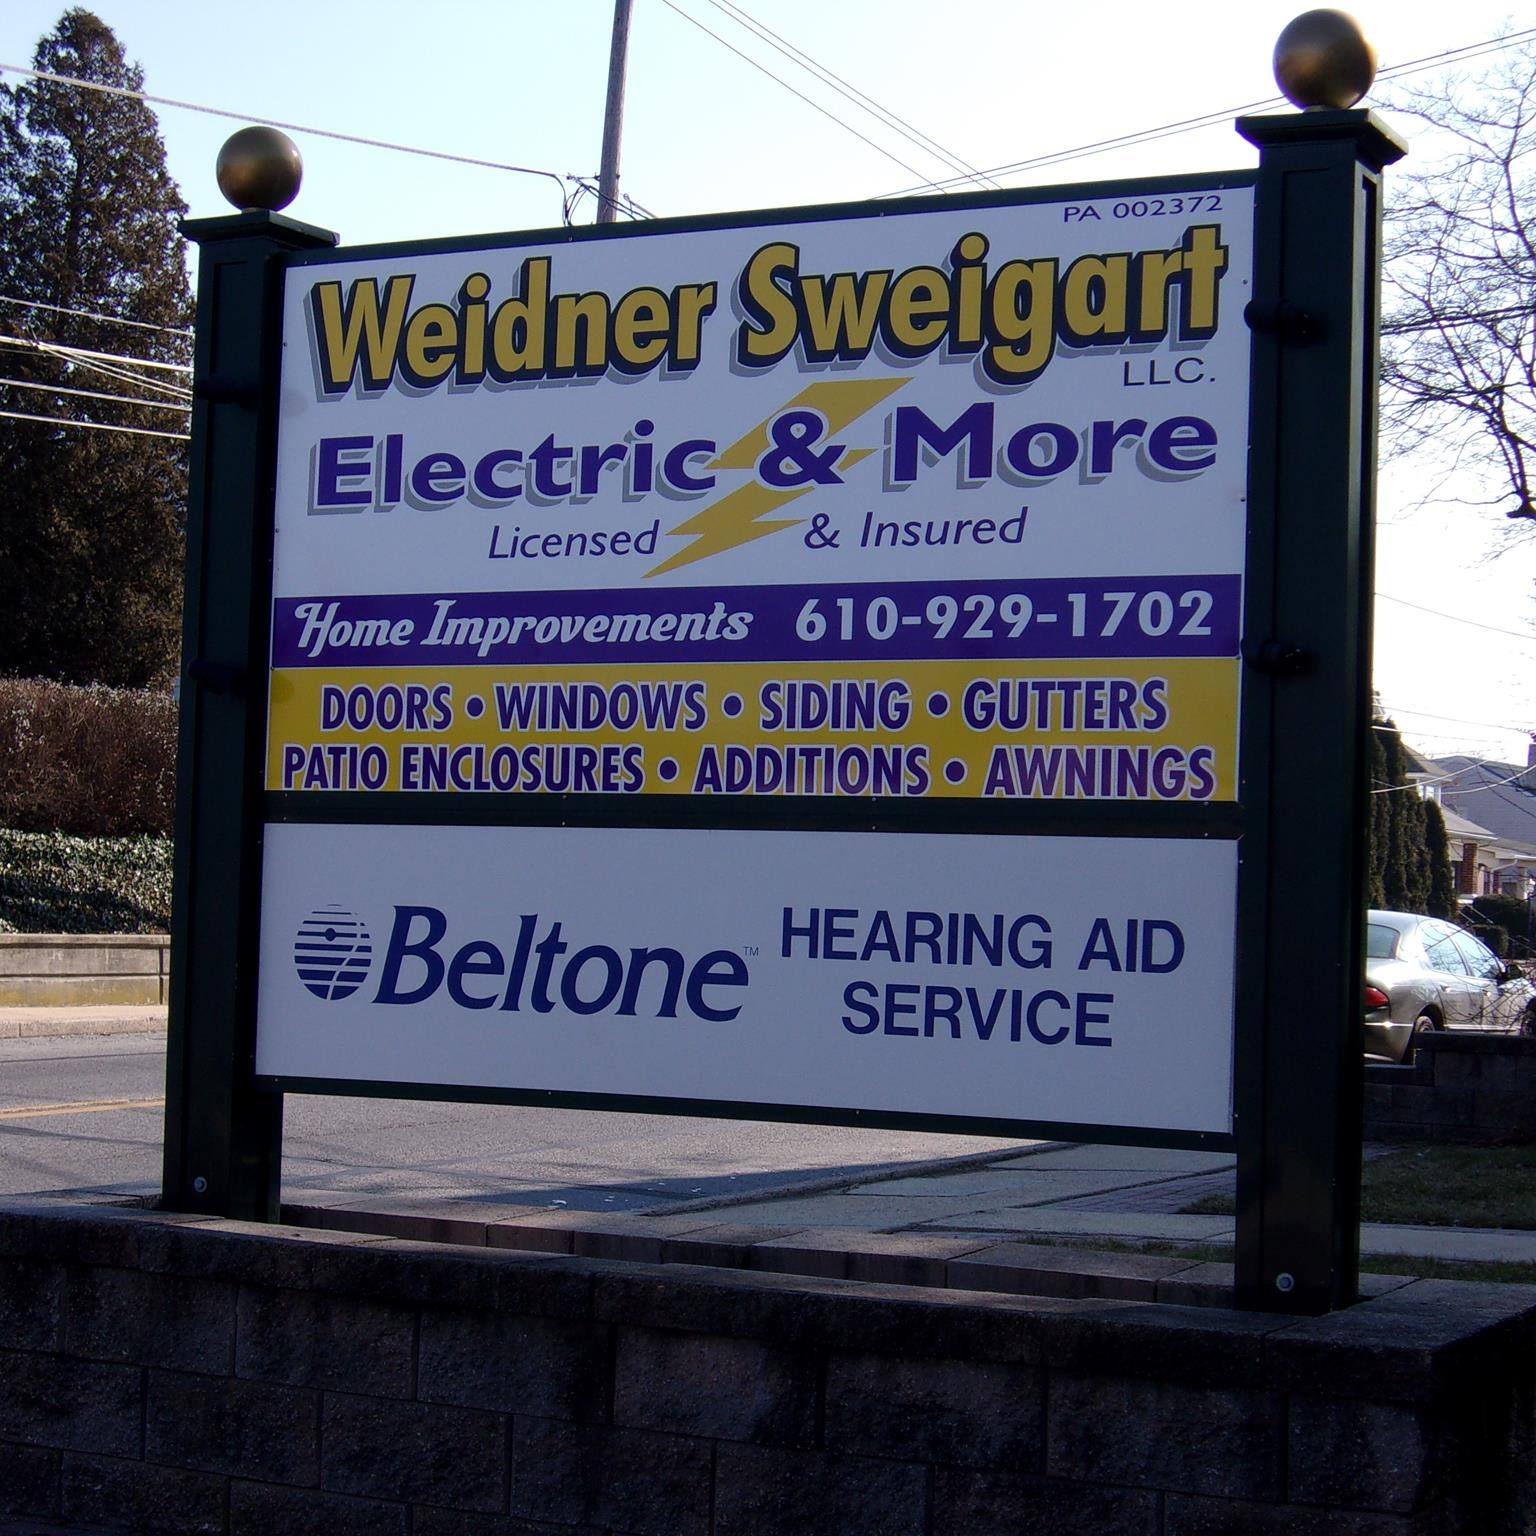 PA 002372
Weidner Sweigart
LLC.
Electric & More
Licensed & Insured
Home Improvements 610-929-1702
DOORS • WINDOWS • SIDING • GUTTERS
PATIO ENCLOSURES • ADDITIONS • AWNINGS
Beltone™ HEARING AID
SERVICE